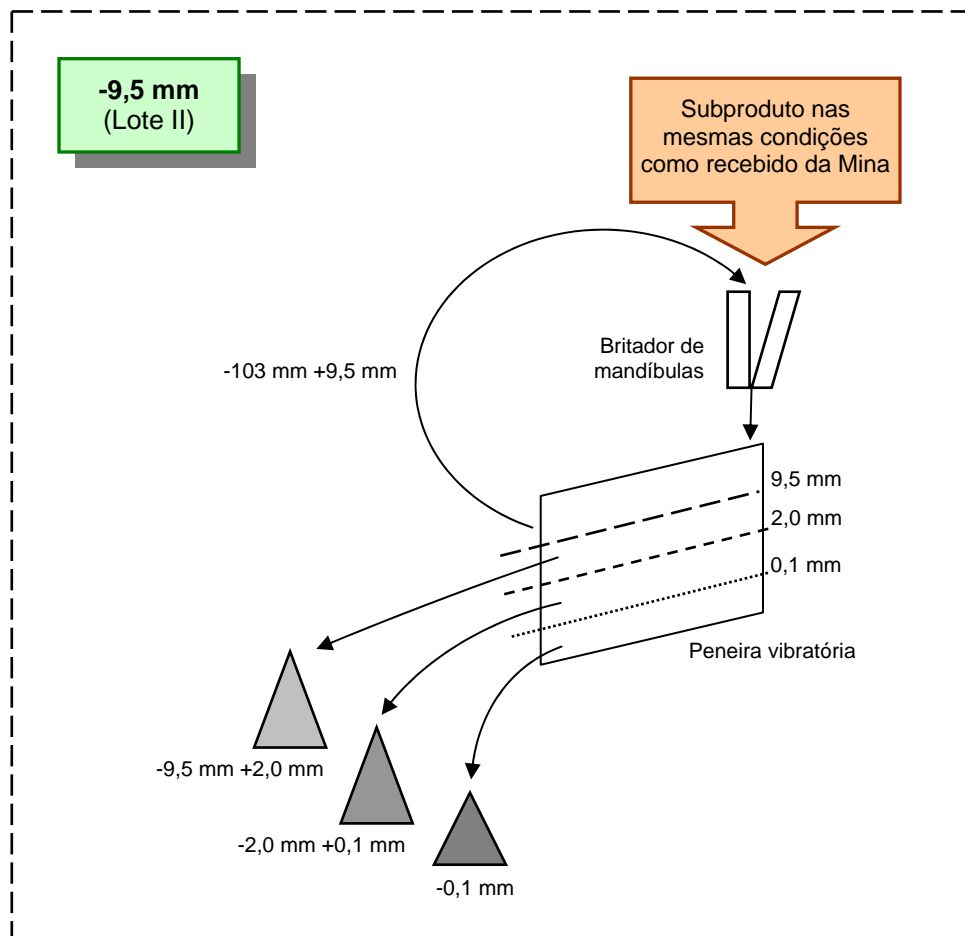 -9,5 mm
(Lote II)
Subproduto nas
mesmas condições
como recebido da Mina
Britador de
mandíbulas
-103 mm +9,5 mm
9,5 mm
2,0 mm
0,1 mm
Peneira vibratória
-9,5 mm +2,0 mm
-2,0 mm +0,1 mm
-0,1 mm